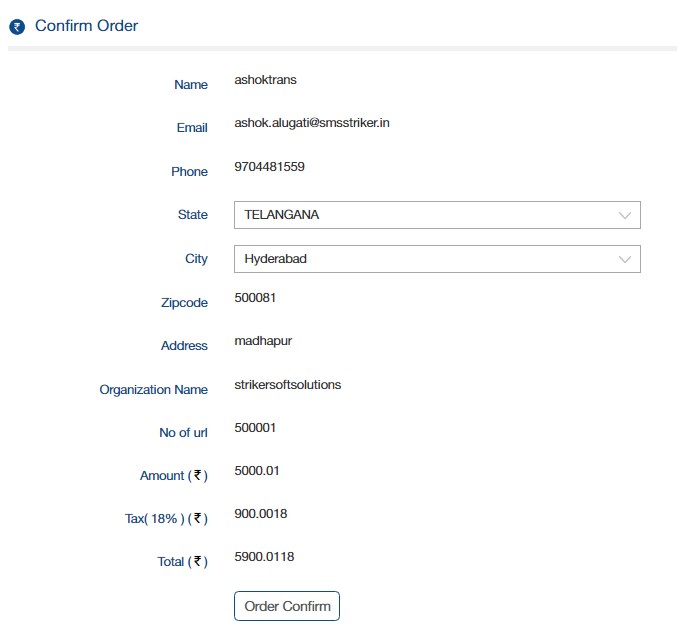 ₹ Confirm Order
Name ashoktrans
Email ashok.alugati@smsstriker.in
Phone 9704481559
State TELANGANA
City Hyderabad
Zipcode 500081
Address madhapur
Organization Name strikersoftsolutions
No of url 500001
Amount ( ₹ ) 5000.01
Tax( 18% ) ( ₹ ) 900.0018
Total ( ₹ ) 5900.0118
Order Confirm